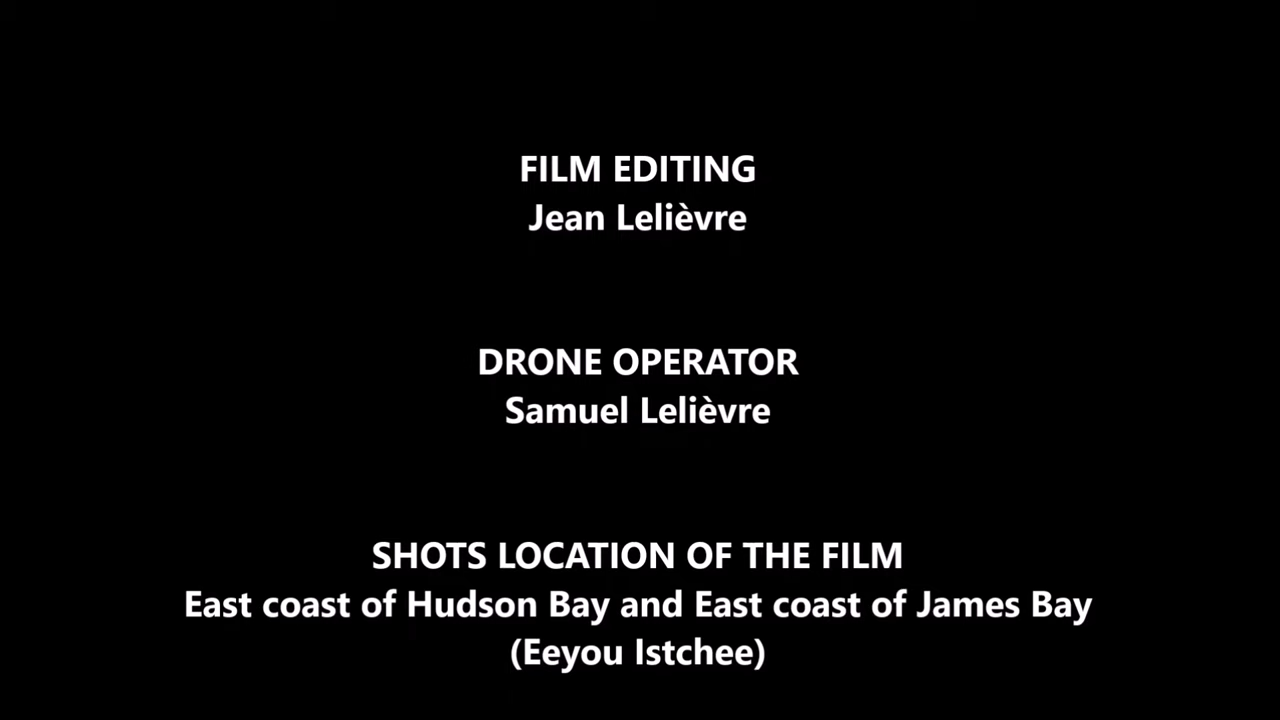 FILM EDITING
Jean Lelièvre
DRONE OPERATOR
Samuel Lelièvre
SHOTS LOCATION OF THE FILM
East coast of Hudson Bay and East coast of James Bay
(Eeyou Istchee)